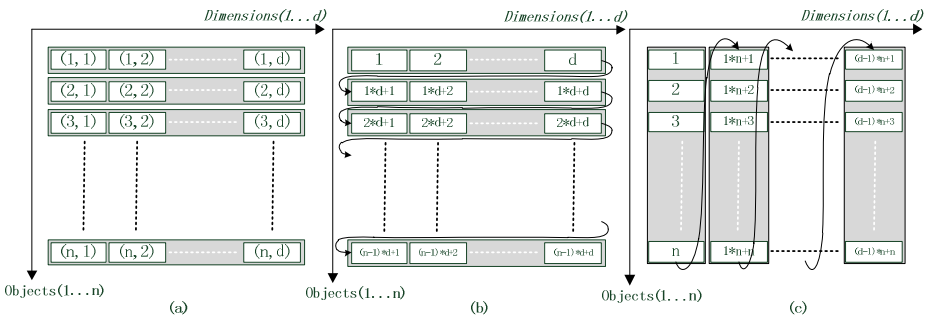 Dimensions(1...d)
(1,1) (1,2) (1,d)
(2,1) (2,2) (2,d)
(3,1) (3,2) (3,d)
(n,1) (n,2) (n,d)
Objects(1...n)
(a)
Dimensions(1...d)
1 2 d
1*d+1 1*d+2 1*d+d
2*d+1 2*d+2 2*d+d
(n-1)*d+1 (n-1)*d+2 (n-1)*d+d
Objects(1...n)
(b)
Dimensions(1...d)
1 1*n+1 (d-1)*n+1
2 1*n+2 (d-1)*n+2
3 1*n+3 (d-1)*n+3
n 1*n+n (d-1)*n+n
Objects(1...n)
(c)